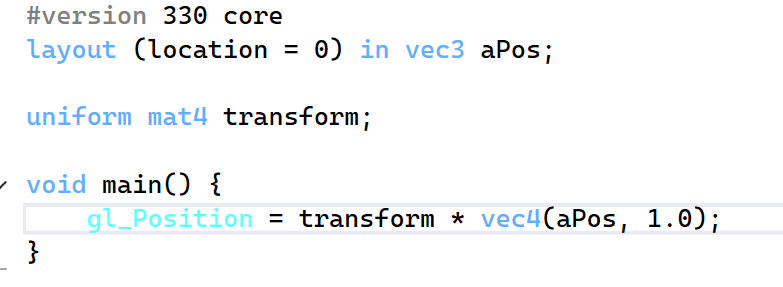 #version 330 core
layout (location = 0) in vec3 aPos;
uniform mat4 transform;
void main() {
    gl_Position = transform * vec4(aPos, 1.0);
}